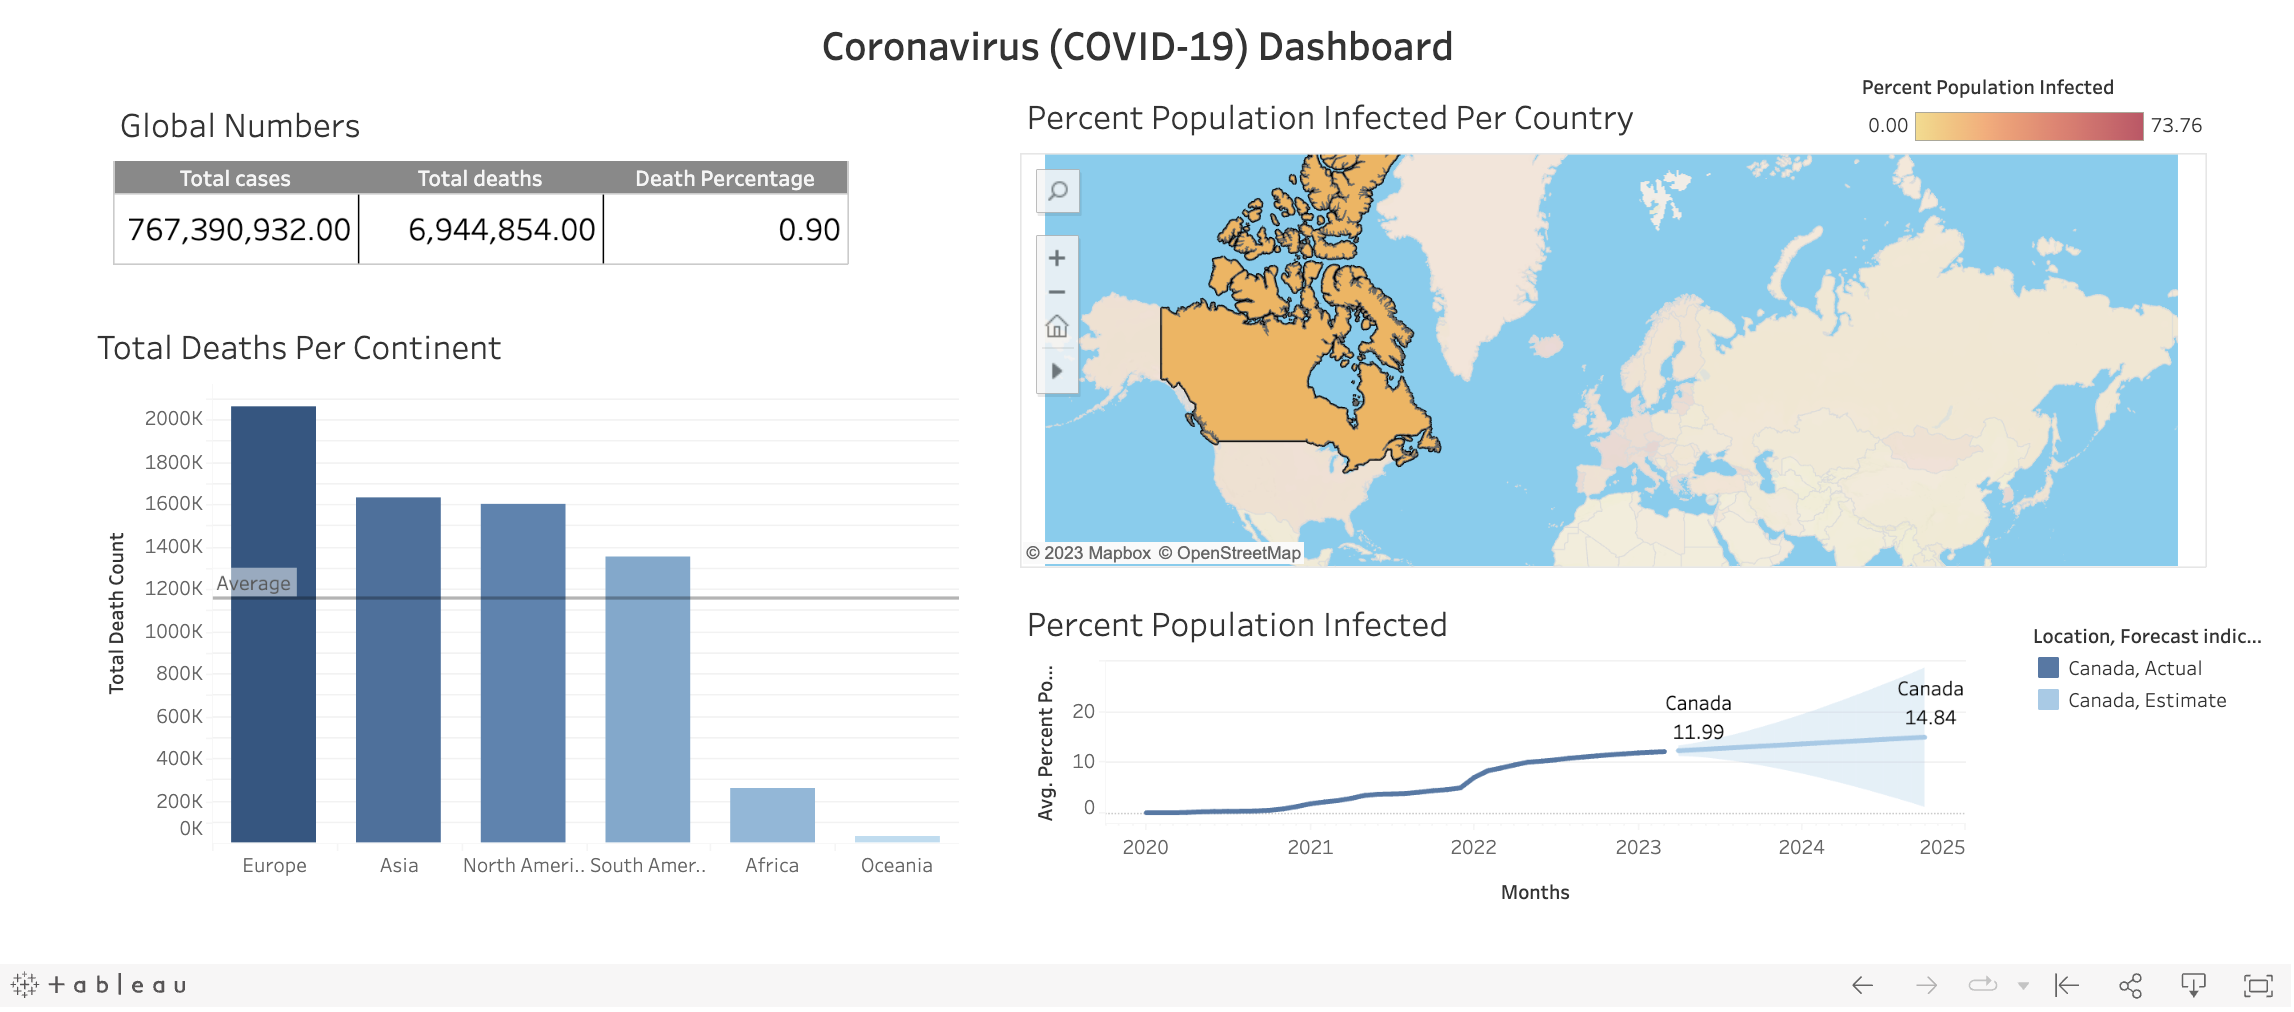 Coronavirus (COVID-19) Dashboard
Global Numbers
Total cases Total deaths Death Percentage
767,390,932.00 6,944,854.00 0.90
Total Deaths Per Continent
Total Death Count
2000K
1800K
1600K
1400K
1200K
1000K
800K
600K
400K
200K
0K
Average
Europe Asia North Ameri.. South Amer.. Africa Oceania
Percent Population Infected Per Country
Percent Population Infected
0.00 73.76
© 2023 Mapbox © OpenStreetMap
Percent Population Infected
Avg. Percent Po...
20
10
0
Canada
11.99
Canada
14.84
2020 2021 2022 2023 2024 2025
Months
Location, Forecast indic...
Canada, Actual
Canada, Estimate
+ableau